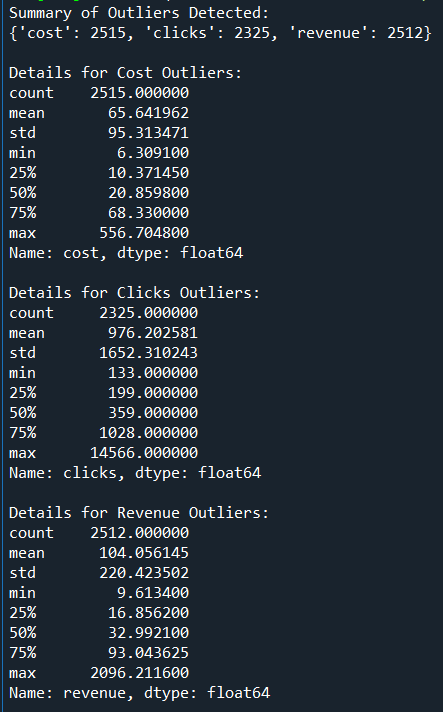 Summary of Outliers Detected:
{'cost': 2515, 'clicks': 2325, 'revenue': 2512}
Details for Cost Outliers:
count    2515.000000
mean       65.641962
std        95.313471
min         6.309100
25%        10.371450
50%        20.859800
75%        68.330000
max       556.704800
Name: cost, dtype: float64
Details for Clicks Outliers:
count     2325.000000
mean       976.202581
std       1652.310243
min        133.000000
25%        199.000000
50%        359.000000
75%       1028.000000
max      14566.000000
Name: clicks, dtype: float64
Details for Revenue Outliers:
count    2512.000000
mean      104.056145
std       220.423502
min         9.613400
25%        16.856200
50%        32.992100
75%        93.043625
max      2096.211600
Name: revenue, dtype: float64